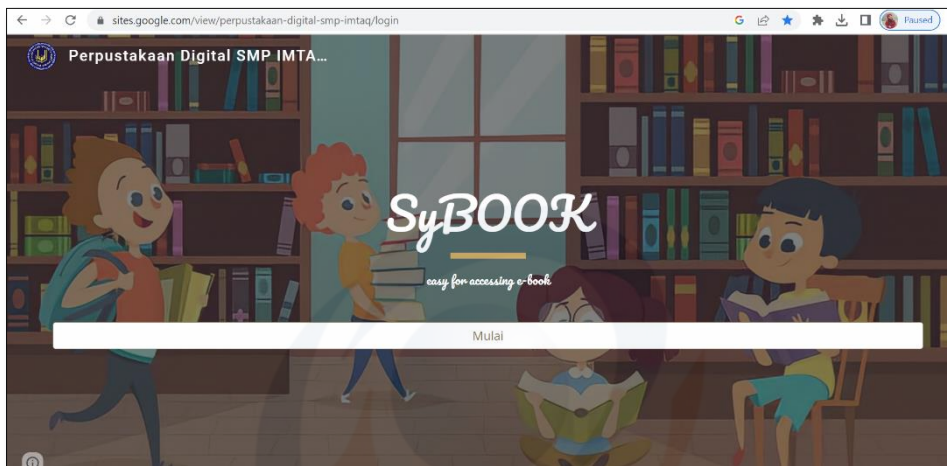 sites.google.com/view/perpustakaan-digital-smp-imtaq/login
Paused
Perpustakaan Digital SMP IMTA...
SyBOOK
easy for accessing e-book
Mulai